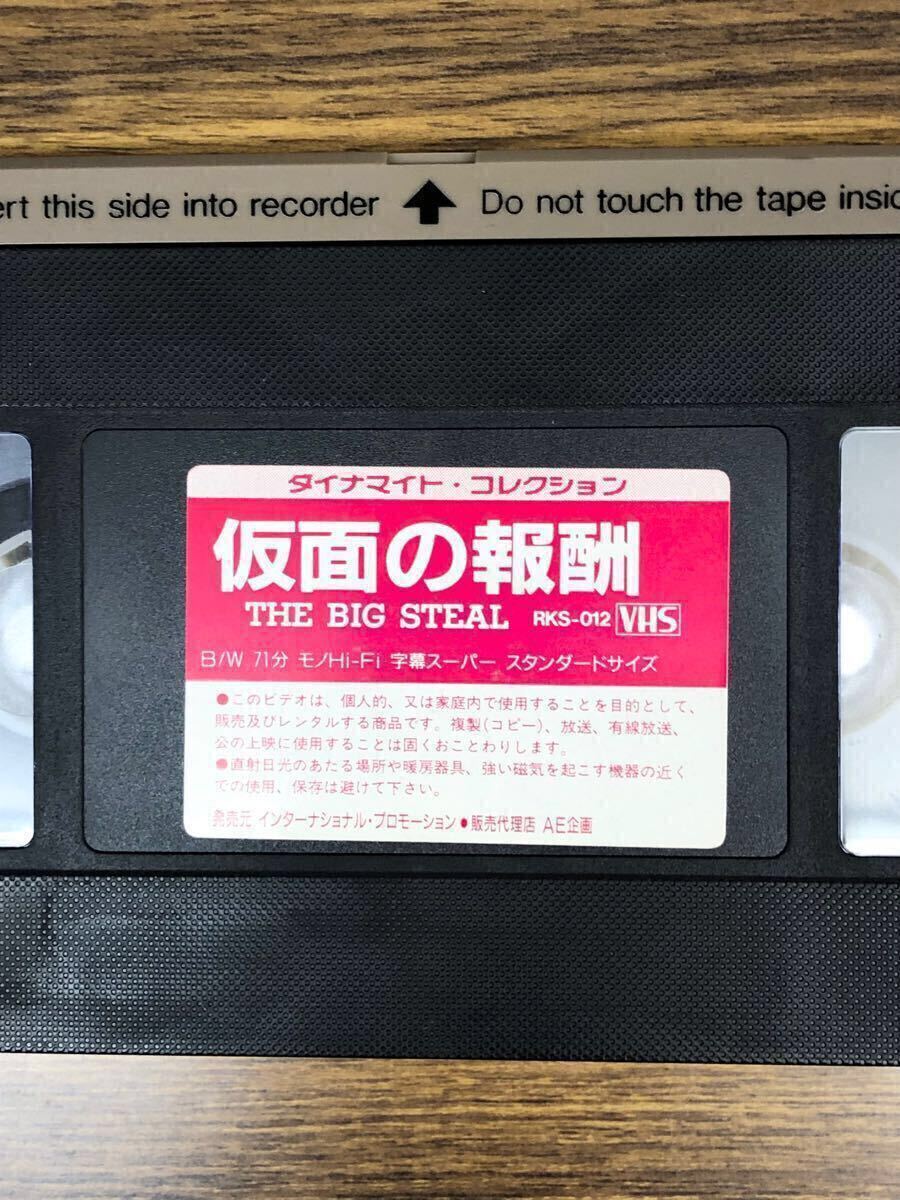 ert this side into recorder ↑ Do not touch the tape insid
ダイナマイト・コレクション
仮面の報酬
THE BIG STEAL RKS-012 VHS
B/W 71分 モノHi-Fi 字幕スーパー スタンダードサイズ
●このビデオは、個人的、又は家庭内で使用することを目的として、
販売及びレンタルする商品です。複製(コピー)、放送、有線放送、
公の上映に使用することは固くおことわりします。
●直射日光のあたる場所や暖房器具、強い磁気を起こす機器の近く
での使用、保存は避けて下さい。
発売元 インターナショナル・プロモーション●販売代理店 AE企画